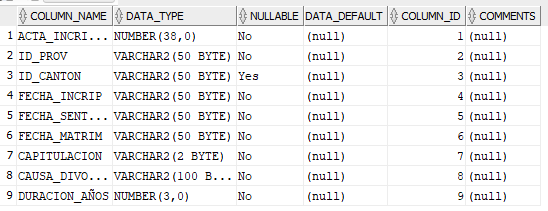 COLUMN_NAME DATA_TYPE NULLABLE DATA_DEFAULT COLUMN_ID COMMENTS
1 ACTA_INCRI... NUMBER(38,0) No (null) 1 (null)
2 ID_PROV VARCHAR2(50 BYTE) No (null) 2 (null)
3 ID_CANTON VARCHAR2(50 BYTE) Yes (null) 3 (null)
4 FECHA_INCRIP VARCHAR2(50 BYTE) No (null) 4 (null)
5 FECHA_SENT... VARCHAR2(50 BYTE) No (null) 5 (null)
6 FECHA_MATRIM VARCHAR2(50 BYTE) No (null) 6 (null)
7 CAPITULACION VARCHAR2(2 BYTE) No (null) 7 (null)
8 CAUSA_DIVO... VARCHAR2(100 B... No (null) 8 (null)
9 DURACION_AÑOS NUMBER(3,0) No (null) 9 (null)